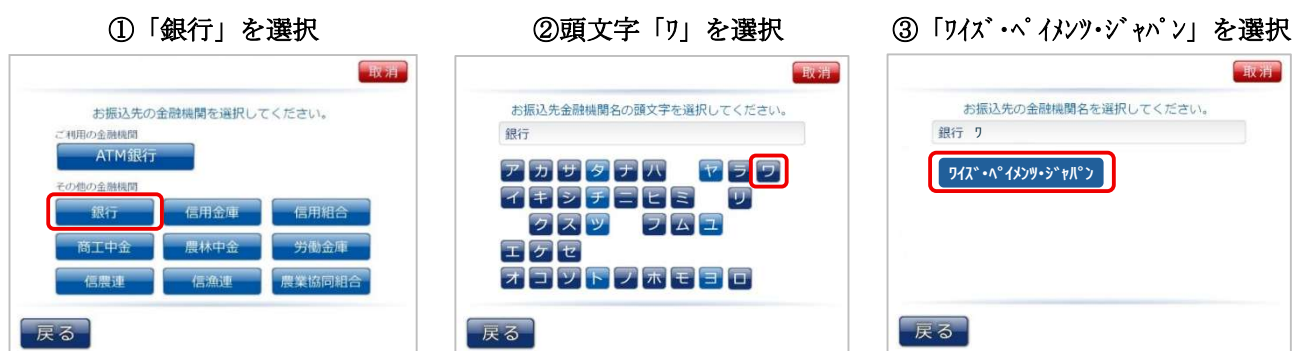 ①「銀行」を選択
取消
お振込先の金融機関を選択してください。
ご利用の金融機関
ATM銀行
その他の金融機関
銀行 信用金庫 信用組合
商工中金 農林中金 労働金庫
信農連 信漁連 農業協同組合
戻る
②頭文字「ﾜ」を選択
取消
お振込先金融機関名の頭文字を選択してください。
銀行
ア カ サ タ ナ ハ ヤ ラ ワ
イ キ シ チ ニ ヒ ミ リ
ク ス ツ フ ム ユ
エ ケ セ
オ コ ソ ト ノ ホ モ ヨ ロ
戻る
③「ﾜｲｽﾞ・ﾍﾟｲﾒﾝﾂ・ｼﾞｬﾊﾟﾝ」を選択
取消
お振込先の金融機関名を選択してください。
銀行 ワ
ﾜｲｽﾞ・ﾍﾟｲﾒﾝﾂ・ｼﾞｬﾊﾟﾝ
戻る